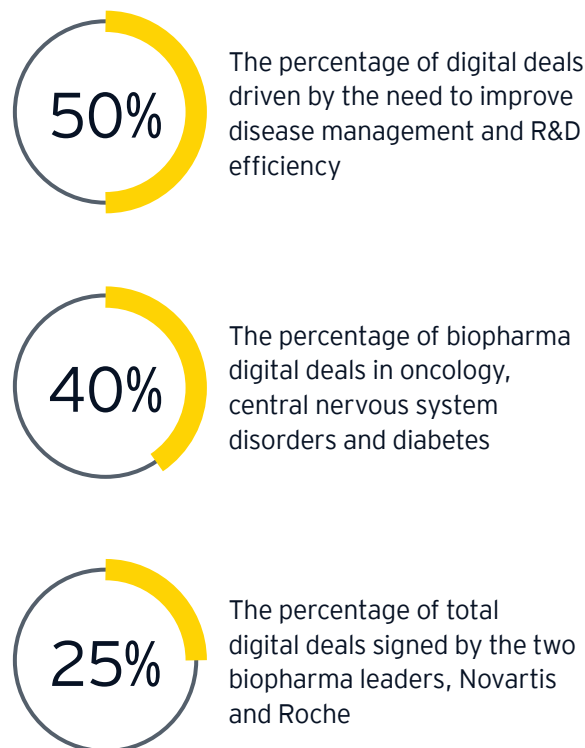 50%
The percentage of digital deals
driven by the need to improve
disease management and R&D
efficiency
40%
The percentage of biopharma
digital deals in oncology,
central nervous system
disorders and diabetes
25%
The percentage of total
digital deals signed by the two
biopharma leaders, Novartis
and Roche